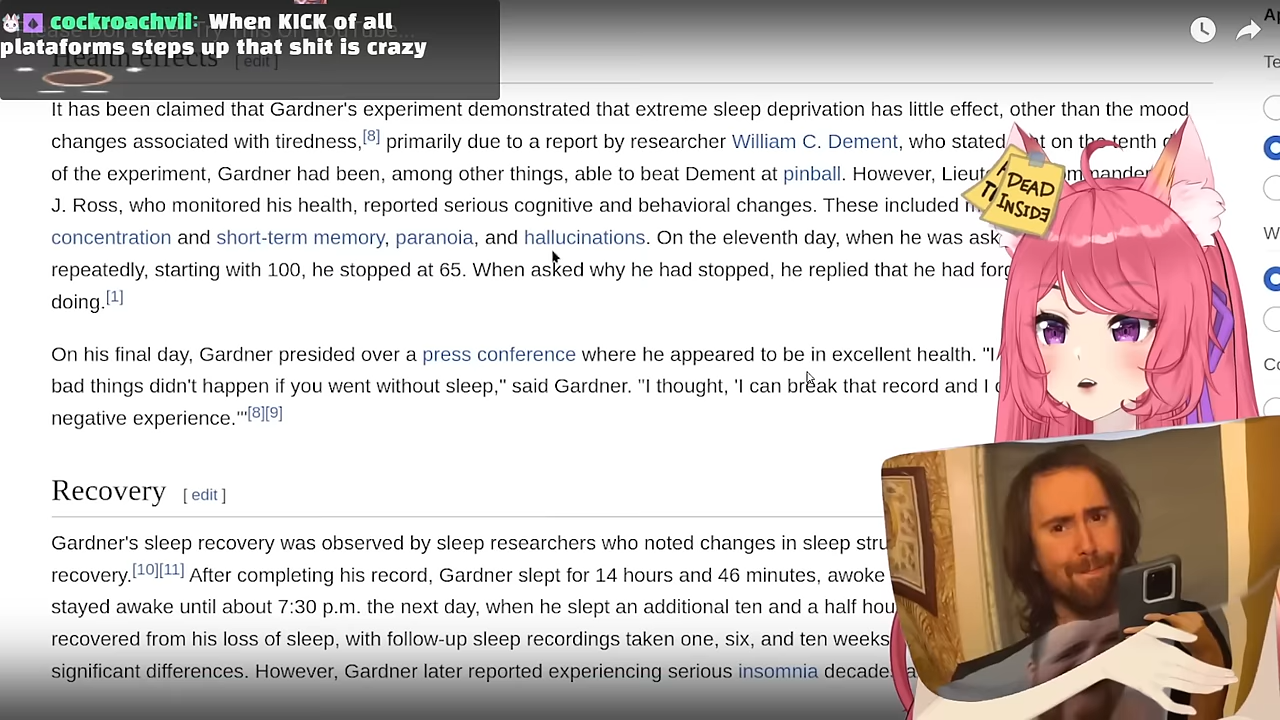 cockroachvii: When KICK of all
plataforms steps up that shit is crazy
Health effects [ edit ]
It has been claimed that Gardner's experiment demonstrated that extreme sleep deprivation has little effect, other than the mood
changes associated with tiredness,[8] primarily due to a report by researcher William C. Dement, who stated on the tenth
of the experiment, Gardner had been, among other things, able to beat Dement at pinball. However,
J. Ross, who monitored his health, reported serious cognitive and behavioral changes. These included
concentration and short-term memory, paranoia, and hallucinations. On the eleventh day, when he was
repeatedly, starting with 100, he stopped at 65. When asked why he had stopped, he replied that he had
doing.[1]
On his final day, Gardner presided over a press conference where he appeared to be in excellent health. "I
bad things didn't happen if you went without sleep," said Gardner. "I thought, 'I can break that record and I
negative experience.'"[8][9]
DEAD
INSIDE
Recovery [ edit ]
Gardner's sleep recovery was observed by sleep researchers who noted changes in sleep
recovery.[10][11] After completing his record, Gardner slept for 14 hours and 46 minutes, awoke
stayed awake until about 7:30 p.m. the next day, when he slept an additional ten and a half
recovered from his loss of sleep, with follow-up sleep recordings taken one, six, and ten weeks
significant differences. However, Gardner later reported experiencing serious insomnia